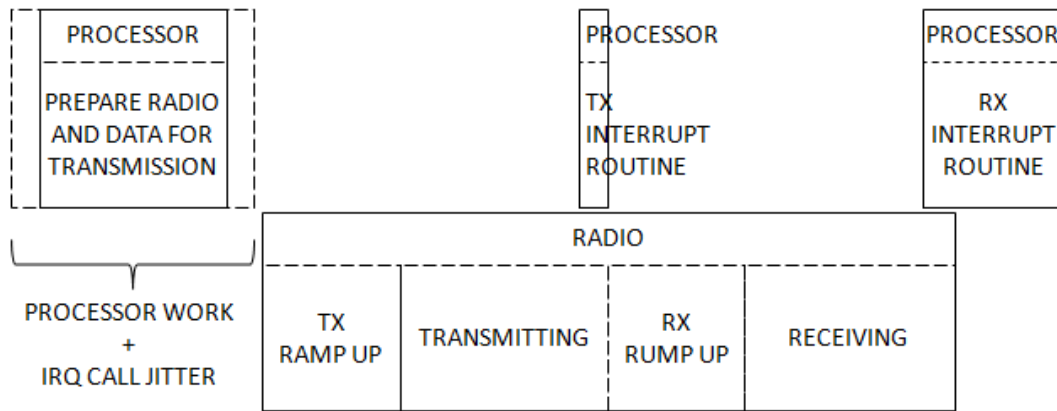 PROCESSOR
PREPARE RADIO
AND DATA FOR
TRANSMISSION
PROCESSOR
TX
INTERRUPT
ROUTINE
PROCESSOR
RX
INTERRUPT
ROUTINE
PROCESSOR WORK
+
IRQ CALL JITTER
RADIO
TX
RAMP UP
TRANSMITTING
RX
RUMP UP
RECEIVING